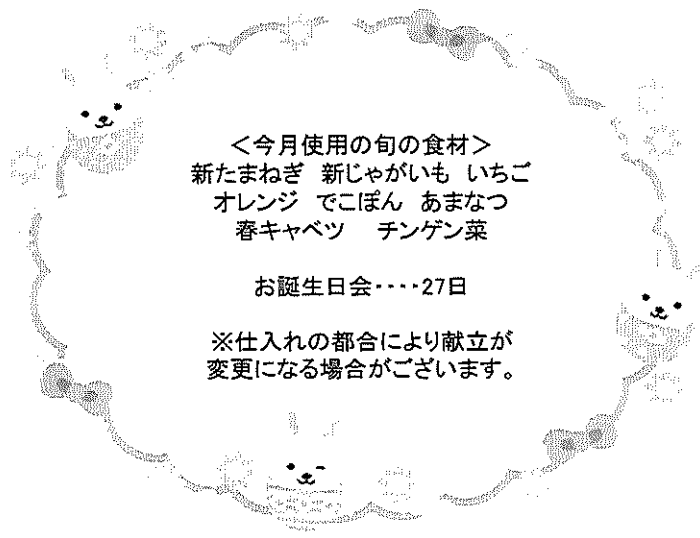 ＜今月使用の旬の食材＞
新たまねぎ　新じゃがいも　いちご
オレンジ　でこぽん　あまなつ
春キャベツ　チンゲン菜
お誕生日会‥‥27日
※仕入れの都合により献立が
変更になる場合がございます。